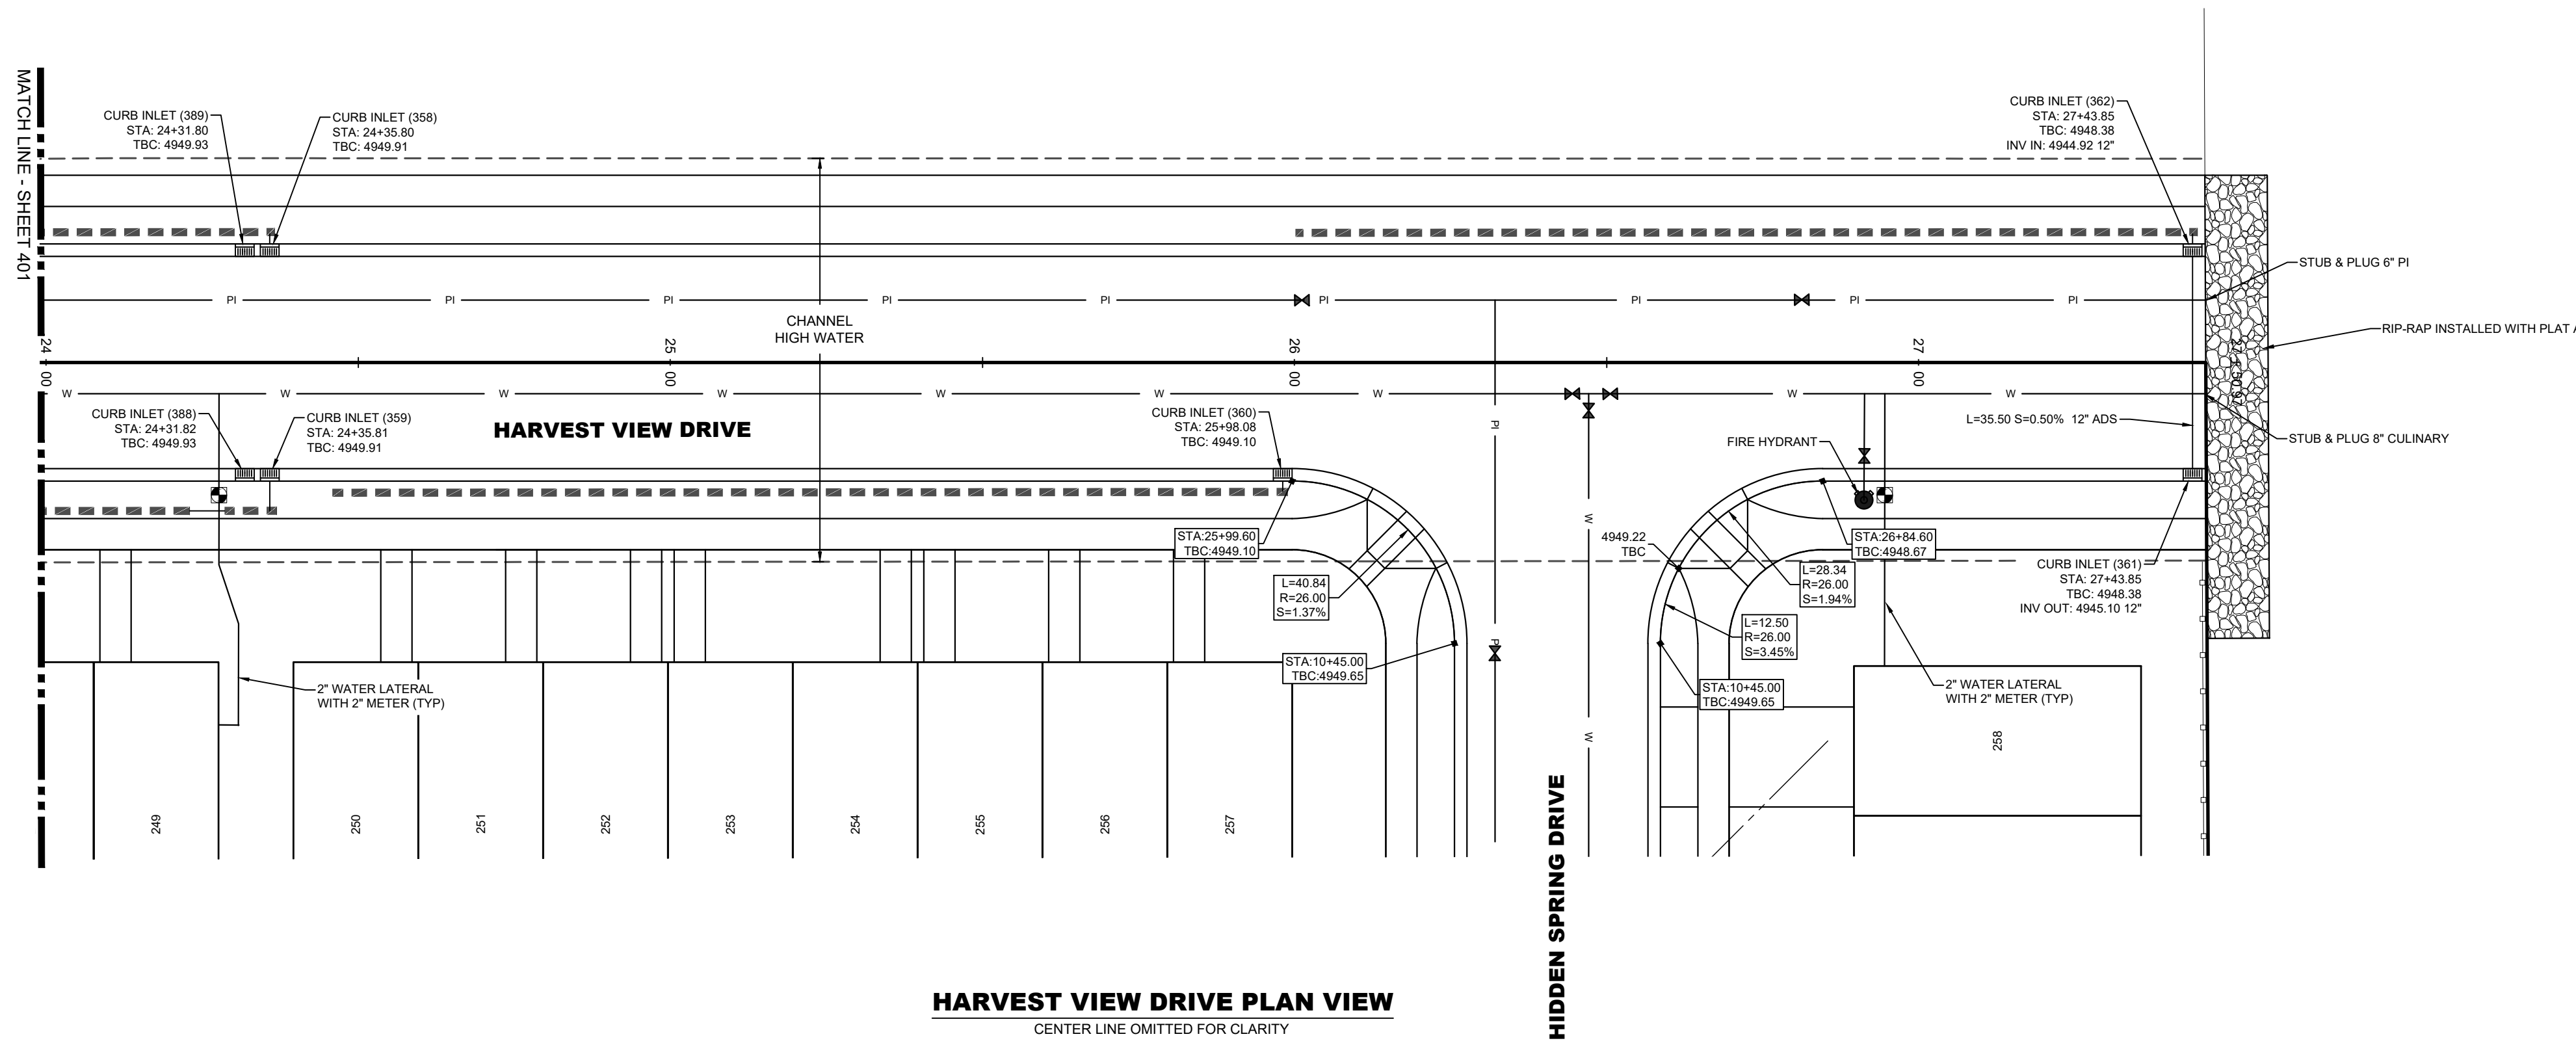 MATCH LINE - SHEET 401
CURB INLET (389)
STA: 24+31.80
TBC: 4949.93
CURB INLET (358)
STA: 24+35.80
TBC: 4949.91
CURB INLET (362)
STA: 27+43.85
TBC: 4948.38
INV IN: 4944.92 12"
STUB & PLUG 6" PI
PI
PI
PI
PI
PI
PI
PI
PI
PI
CHANNEL
HIGH WATER
RIP-RAP INSTALLED WITH PLAT A
24
00
25
00
26
00
27
00
W
W
W
W
W
W
W
W
W
CURB INLET (388)
STA: 24+31.82
TBC: 4949.93
CURB INLET (359)
STA: 24+35.81
TBC: 4949.91
HARVEST VIEW DRIVE
CURB INLET (360)
STA: 25+98.08
TBC: 4949.10
PI
FIRE HYDRANT
L=35.50 S=0.50% 12" ADS
STUB & PLUG 8" CULINARY
W
STA:25+99.60
TBC:4949.10
4949.22
TBC
STA:26+84.60
TBC:4948.67
L=40.84
R=26.00
S=1.37%
L=28.34
R=26.00
S=1.94%
CURB INLET (361)
STA: 27+43.85
TBC: 4948.38
INV OUT: 4945.10 12"
L=12.50
R=26.00
S=3.45%
STA:10+45.00
TBC:4949.65
STA:10+45.00
TBC:4949.65
2" WATER LATERAL
WITH 2" METER (TYP)
2" WATER LATERAL
WITH 2" METER (TYP)
W
249
250
251
252
253
254
255
256
257
258
HIDDEN SPRING DRIVE
HARVEST VIEW DRIVE PLAN VIEW
CENTER LINE OMITTED FOR CLARITY